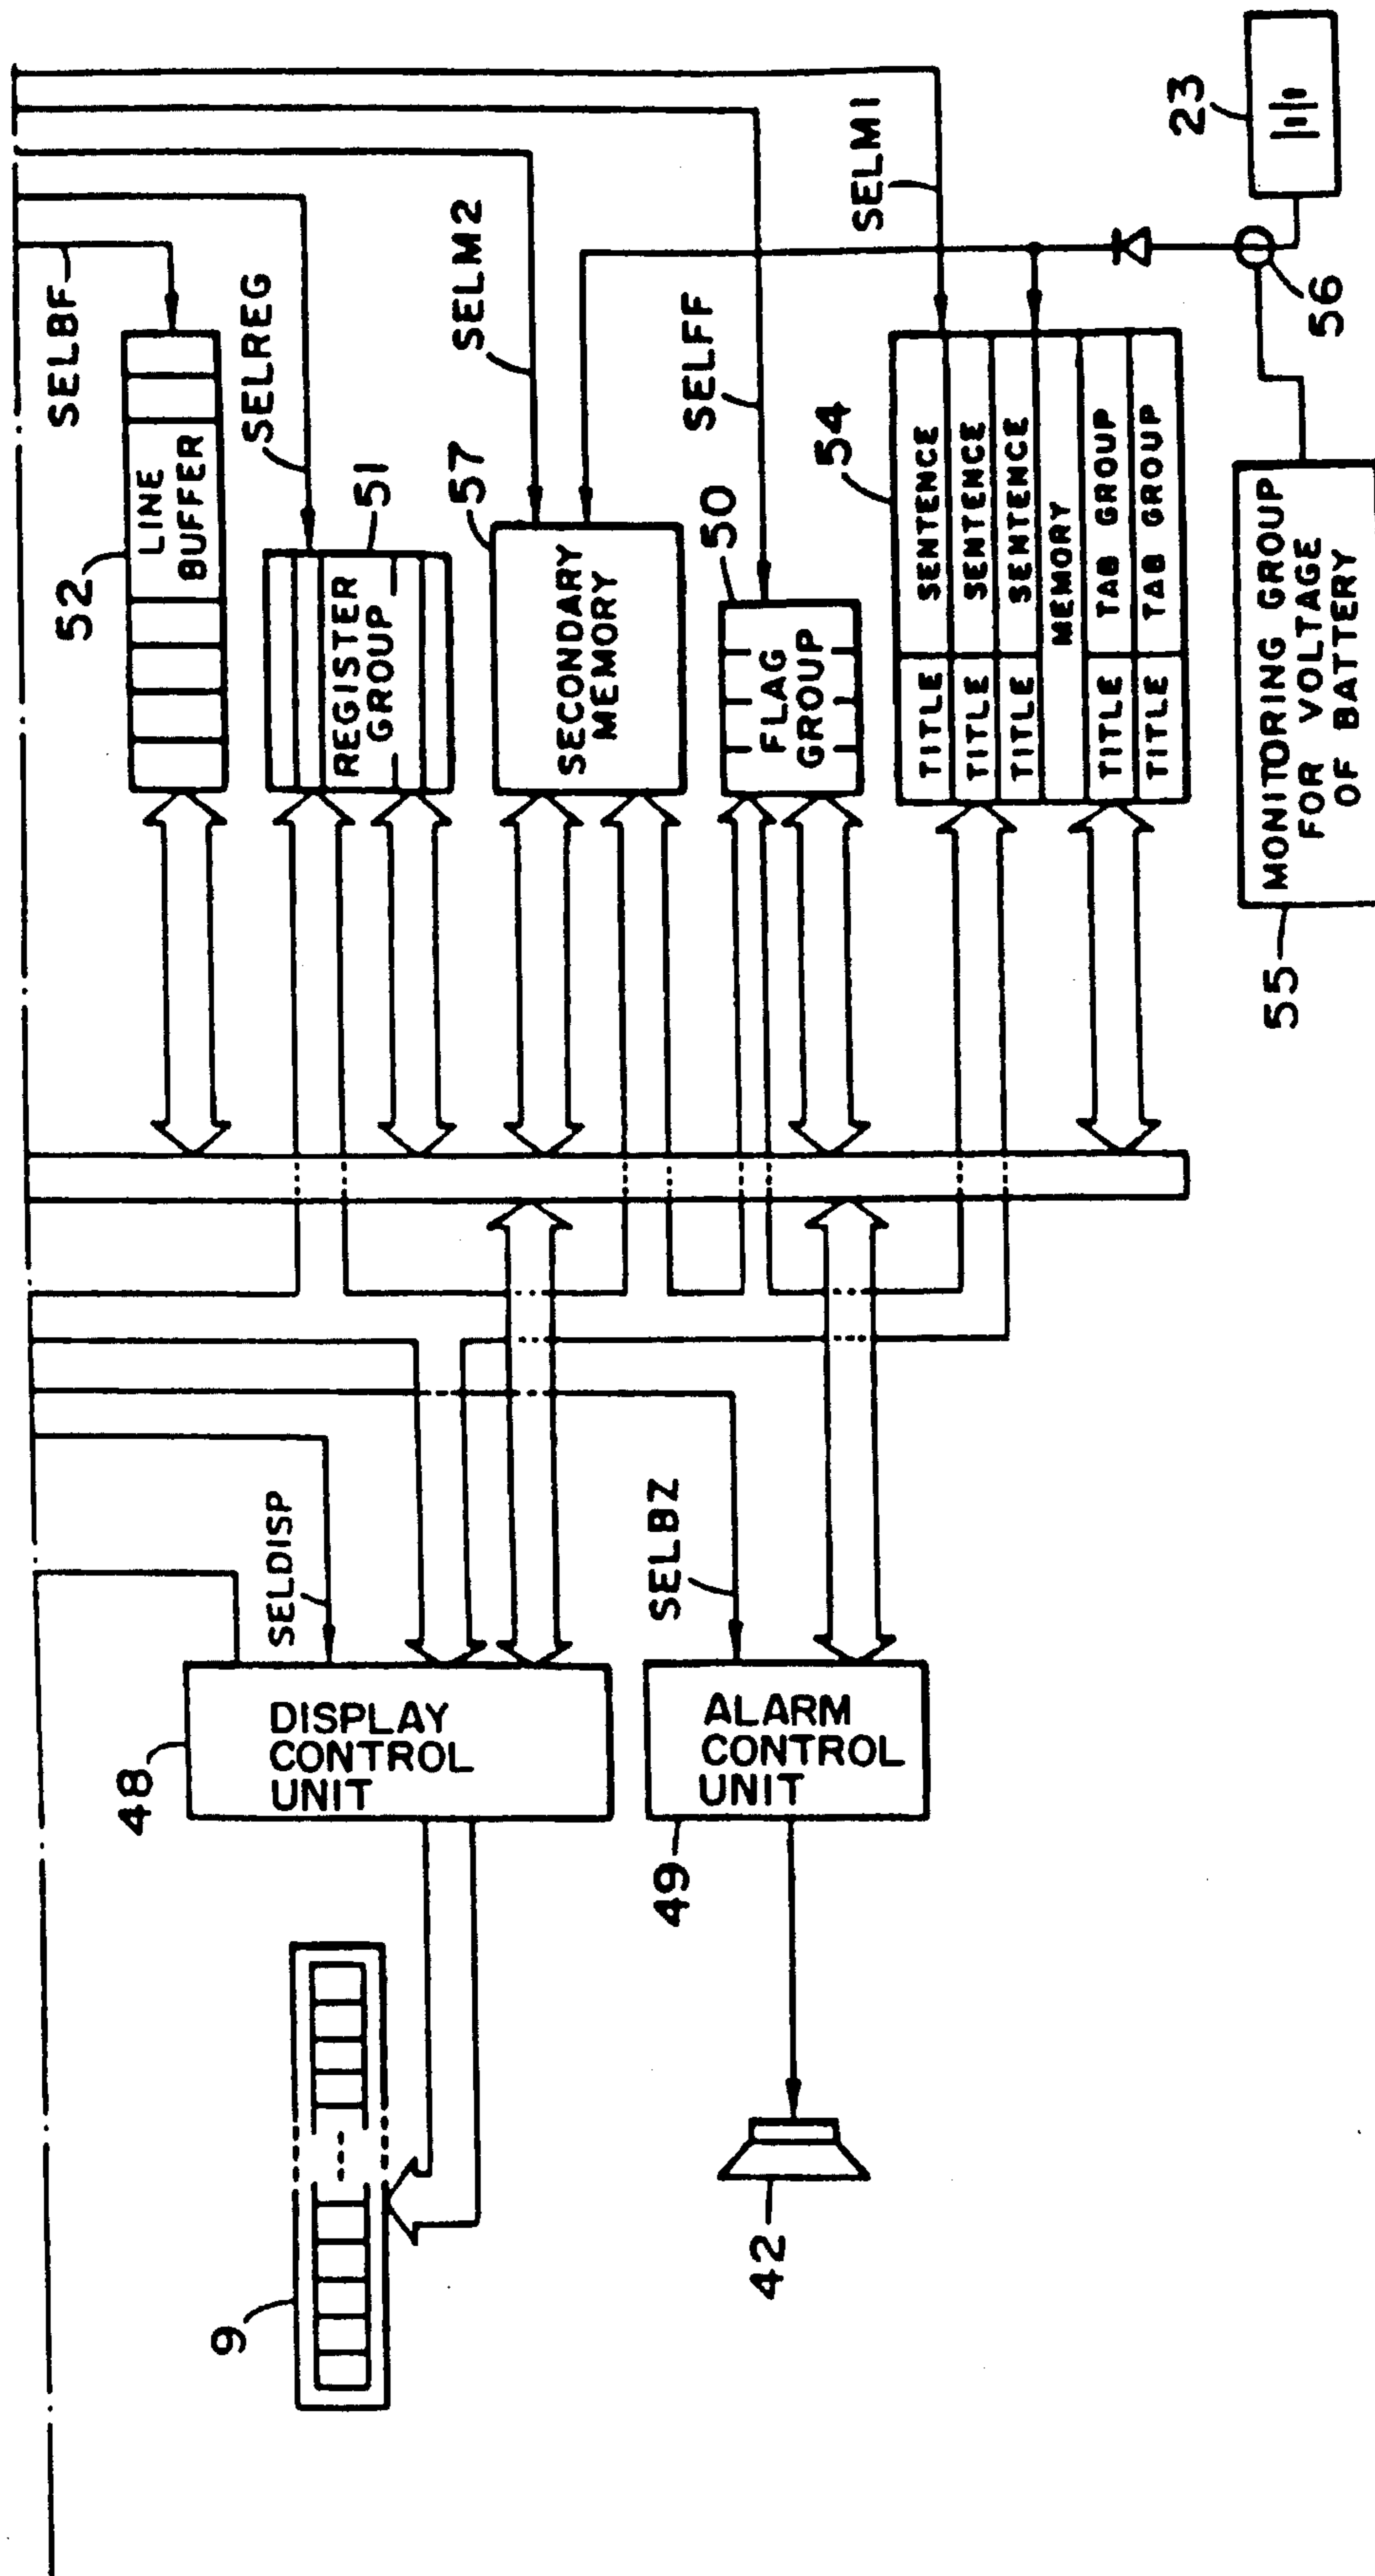 SELBF
52
LINE
BUFFER
SELREG
51
REGISTER
GROUP
SELM2
57
SECONDARY
MEMORY
SELFF
50
FLAG
GROUP
SELM1
54
TITLE SENTENCE
TITLE SENTENCE
TITLE SENTENCE
MEMORY
TITLE TAB GROUP
TITLE TAB GROUP
23
56
55
MONITORING GROUP
FOR VOLTAGE
OF BATTERY
SELDISP
48
DISPLAY
CONTROL
UNIT
SELBZ
49
ALARM
CONTROL
UNIT
9
42